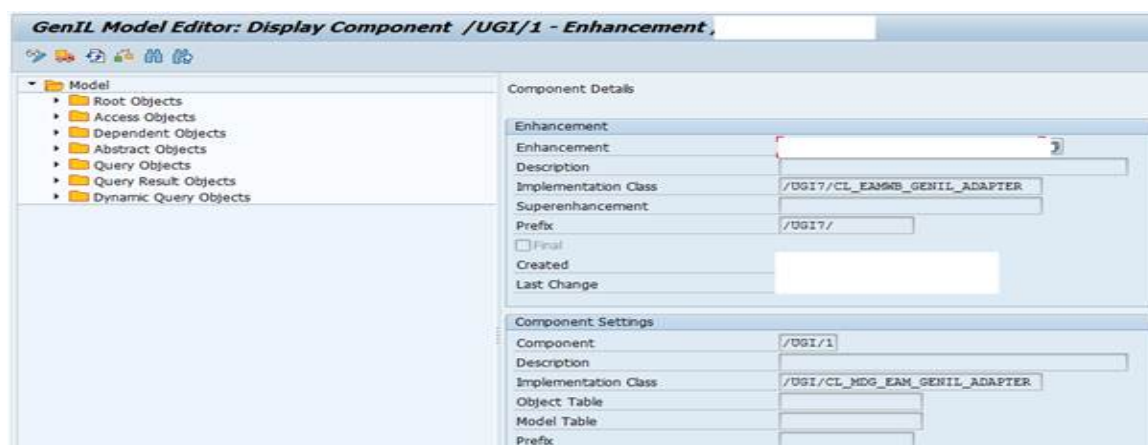 GenIL Model Editor: Display Component /UGI/1 - Enhancement
Model
Root Objects
Access Objects
Dependent Objects
Abstract Objects
Query Objects
Query Result Objects
Dynamic Query Objects
Component Details
Enhancement
Enhancement
Description
Implementation Class /UGI7/CL_EAMWB_GENIL_ADAPTER
Superenhancement
Prefix /UGI7/
Final
Created
Last Change
Component Settings
Component /UGI/1
Description
Implementation Class /UGI/CL_MDG_EAM_GENIL_ADAPTER
Object Table
Model Table
Prefix